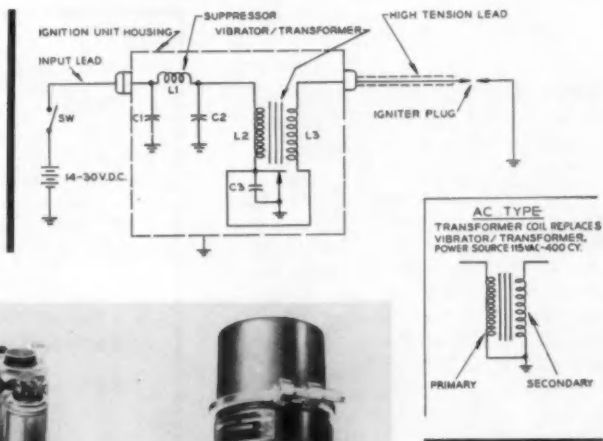 SUPPRESSOR
HIGH TENSION LEAD
IGNITION UNIT HOUSING
VIBRATOR/TRANSFORMER
INPUT LEAD
L1
IGNITER PLUG
SW
C1
C2
L2
L3
C3
14-30 V.D.C.
AC TYPE
TRANSFORMER COIL REPLACES
VIBRATOR/TRANSFORMER,
POWER SOURCE 115VAC-400 CY.
PRIMARY
SECONDARY